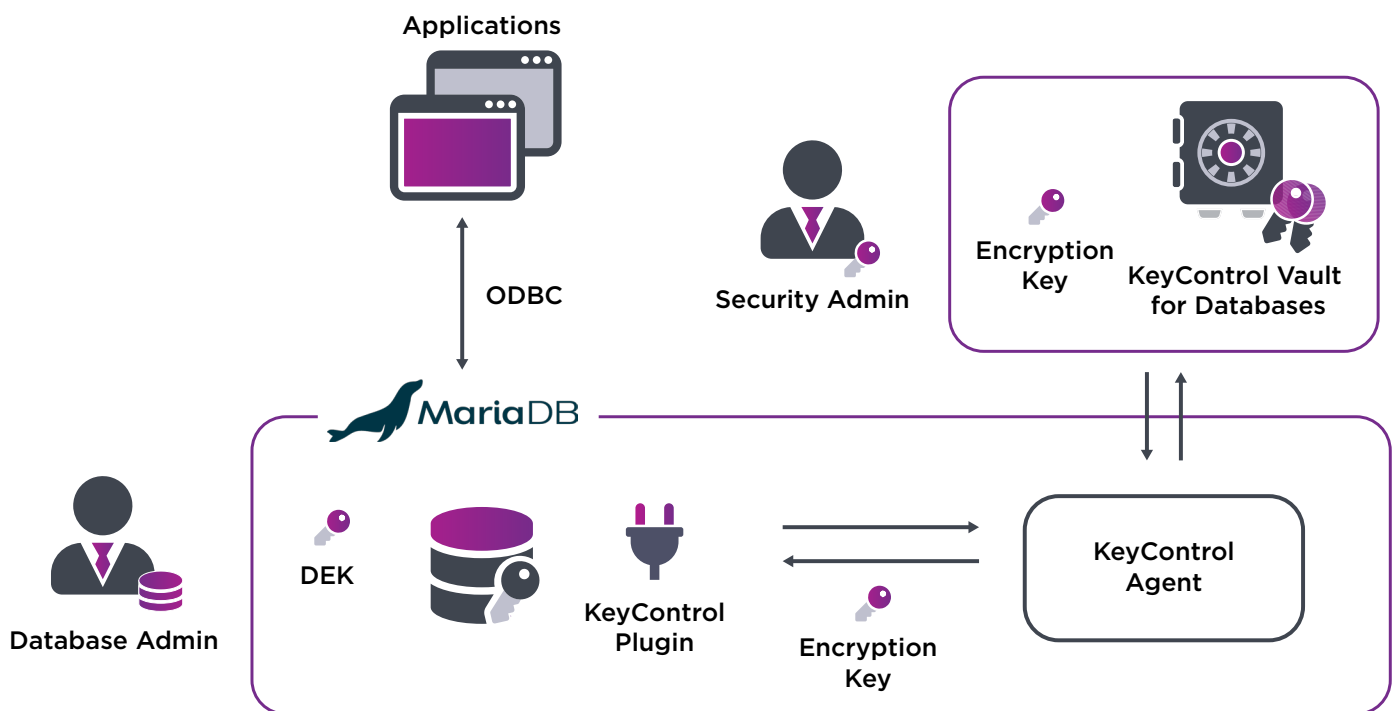 Applications
ODBC
Security Admin
Encryption
Key
KeyControl Vault
for Databases
MariaDB
Database Admin
DEK
KeyControl
Plugin
Encryption
Key
KeyControl
Agent